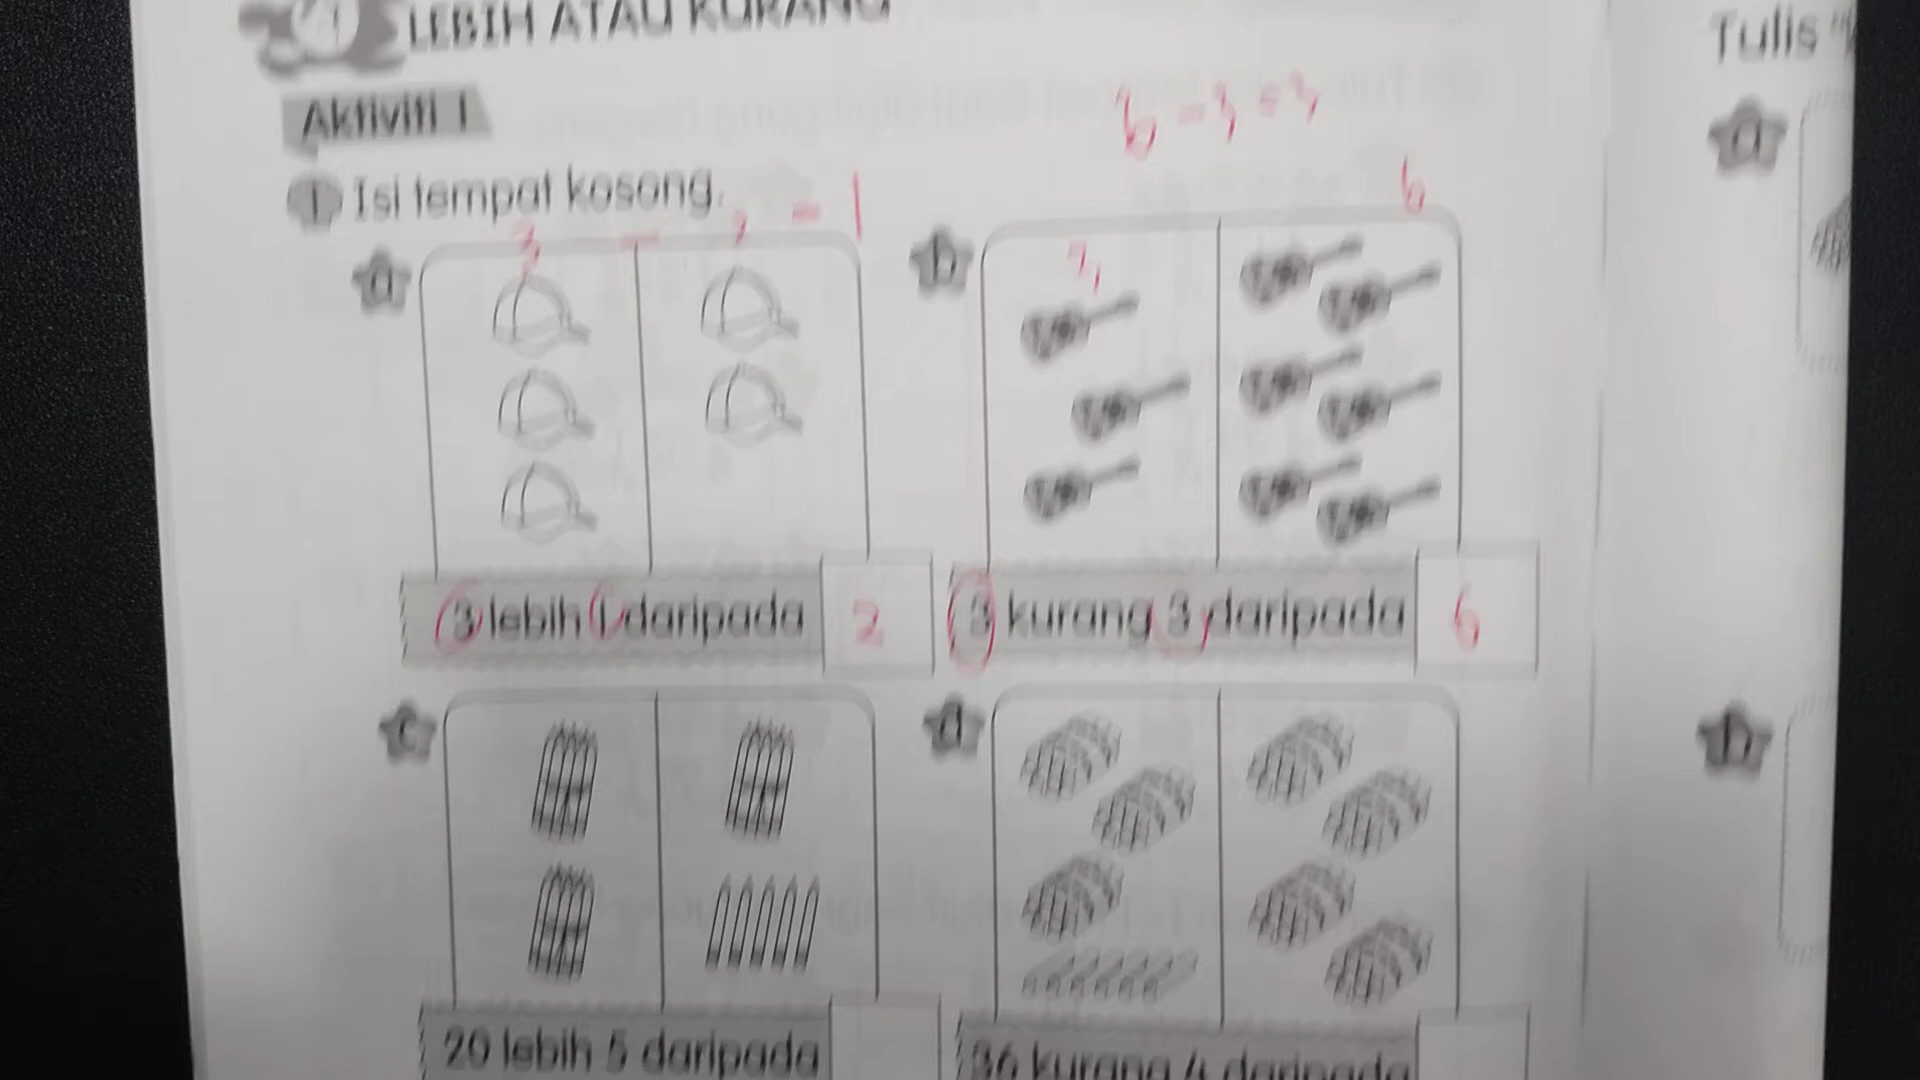 LEBIH ATAU KURANG
Aktiviti 1
6 - 3 = 3
1 Isi tempat kosong.
3 - 2 = 1
a
b
3
6
3 lebih 1 daripada 2
3 kurang 3 daripada 6
c
d
20 lebih 5 daripada
36 kurang 4 daripada
Tulis
a
b